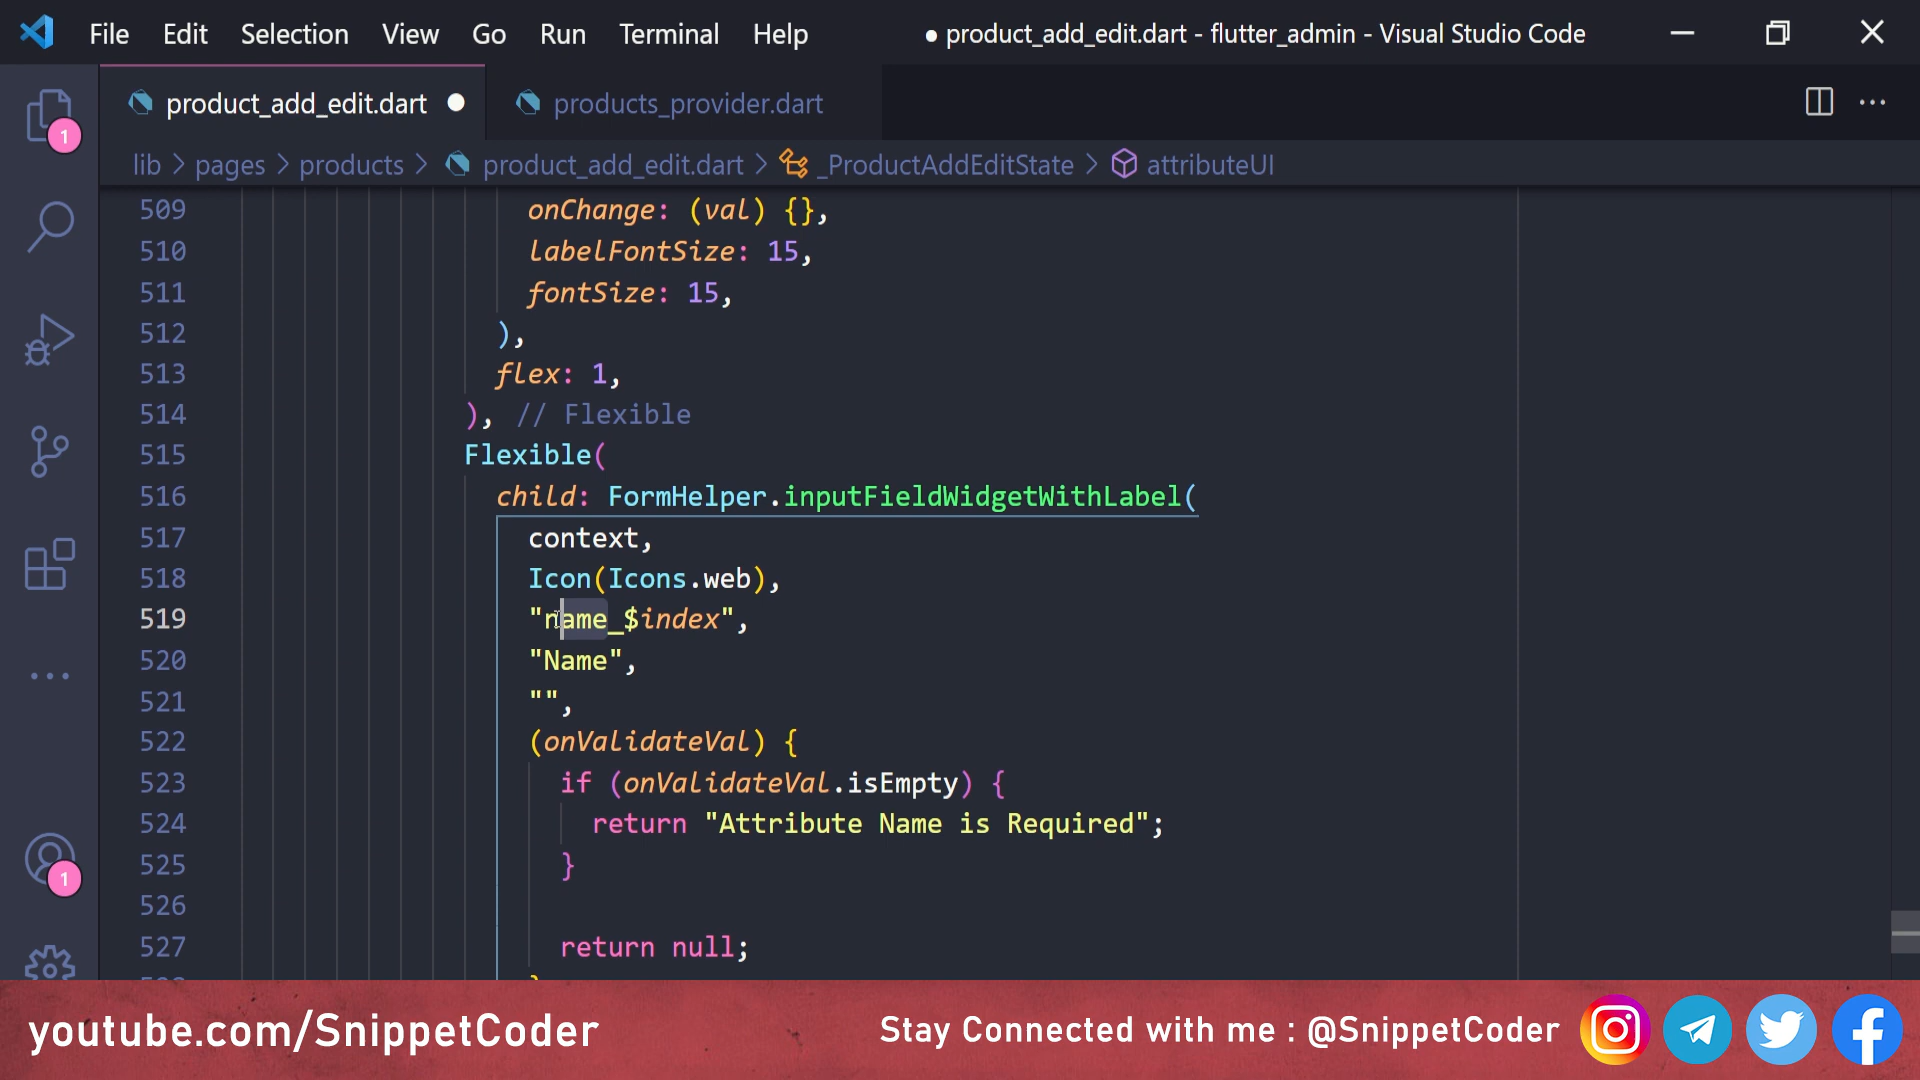 File Edit Selection View Go Run Terminal Help
● product_add_edit.dart - flutter_admin - Visual Studio Code
product_add_edit.dart ●
products_provider.dart
lib > pages > products > product_add_edit.dart > _ProductAddEditState > attributeUI
509 onChange: (val) {},
510 labelFontSize: 15,
511 fontSize: 15,
512 ),
513 flex: 1,
514 ), // Flexible
515 Flexible(
516 child: FormHelper.inputFieldWidgetWithLabel(
517 context,
518 Icon(Icons.web),
519 "name_$index",
520 "Name",
521 "",
522 (onValidateVal) {
523 if (onValidateVal.isEmpty) {
524 return "Attribute Name is Required";
525 }
526
527 return null;
1
1
youtube.com/SnippetCoder
Stay Connected with me : @SnippetCoder